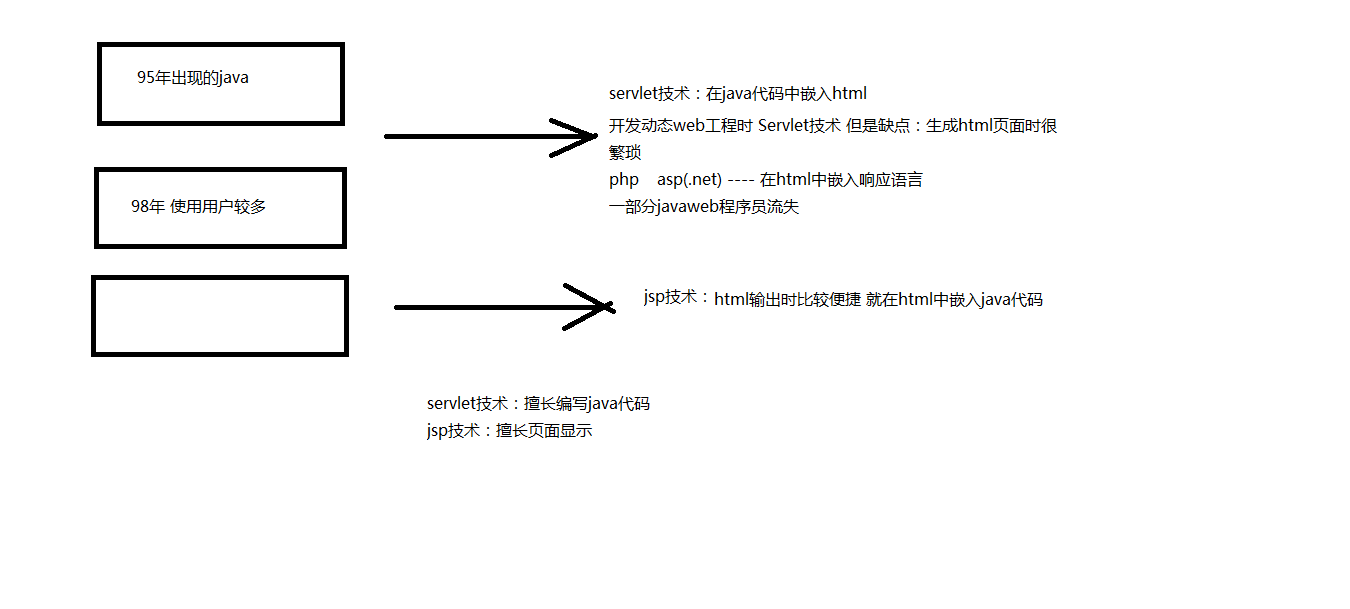 95年出现的java
servlet技术：在java代码中嵌入html
开发动态web工程时 Servlet技术 但是缺点：生成html页面时很
繁琐
php asp(.net) ---- 在html中嵌入响应语言
一部分javaweb程序员流失
98年 使用用户较多
jsp技术：html输出时比较便捷 就在html中嵌入java代码
servlet技术：擅长编写java代码
jsp技术：擅长页面显示